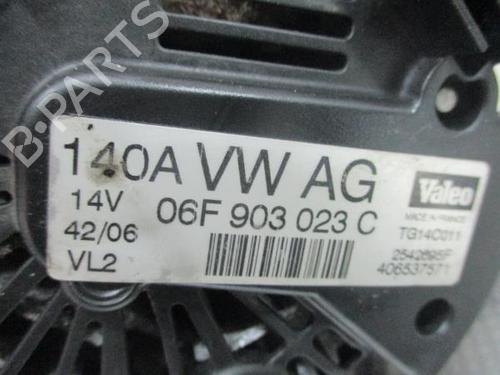 B-PARTS
140A VW AG
14V 06F 903 023 C
42/06
VL2
Valeo
MADE IN FRANCE
TG14C011
2542695F
406537571